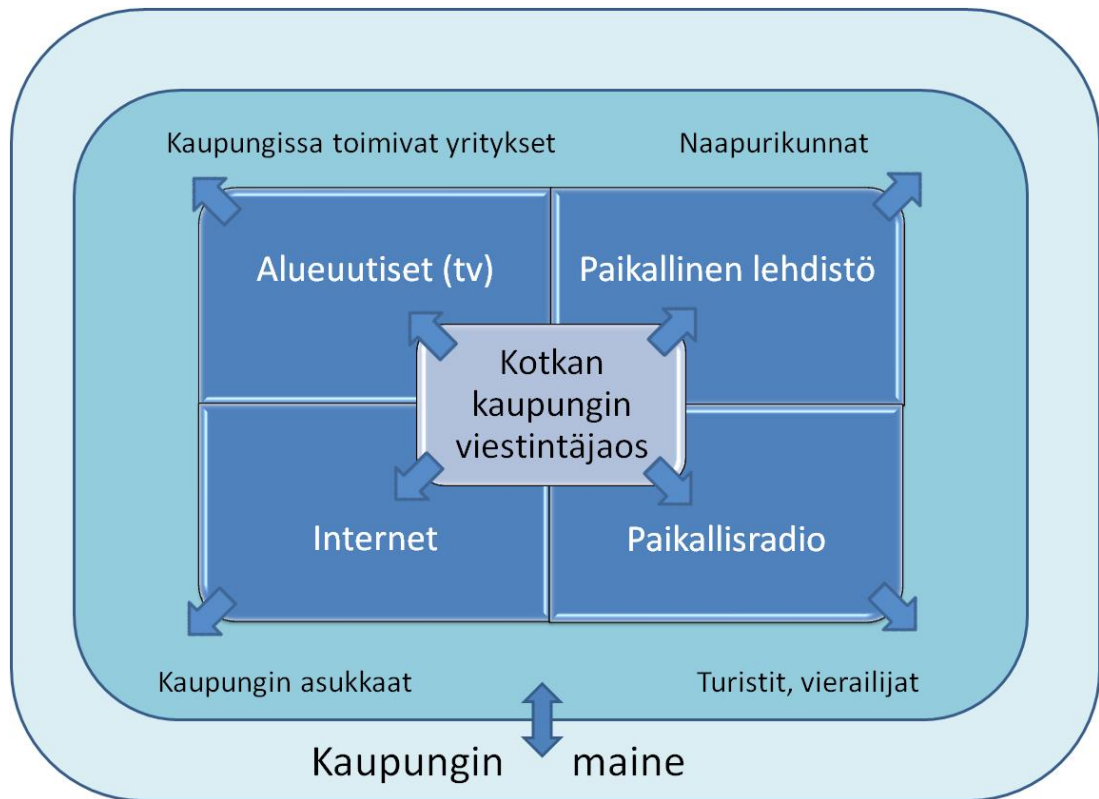 Kaupungissa toimivat yritykset
Naapurikunnat
Alueuutiset (tv)
Paikallinen lehdistö
Kotkan
kaupungin
viestintäjaos
Internet
Paikallisradio
Kaupungin asukkaat
Turistit, vierailijat
Kaupungin maine